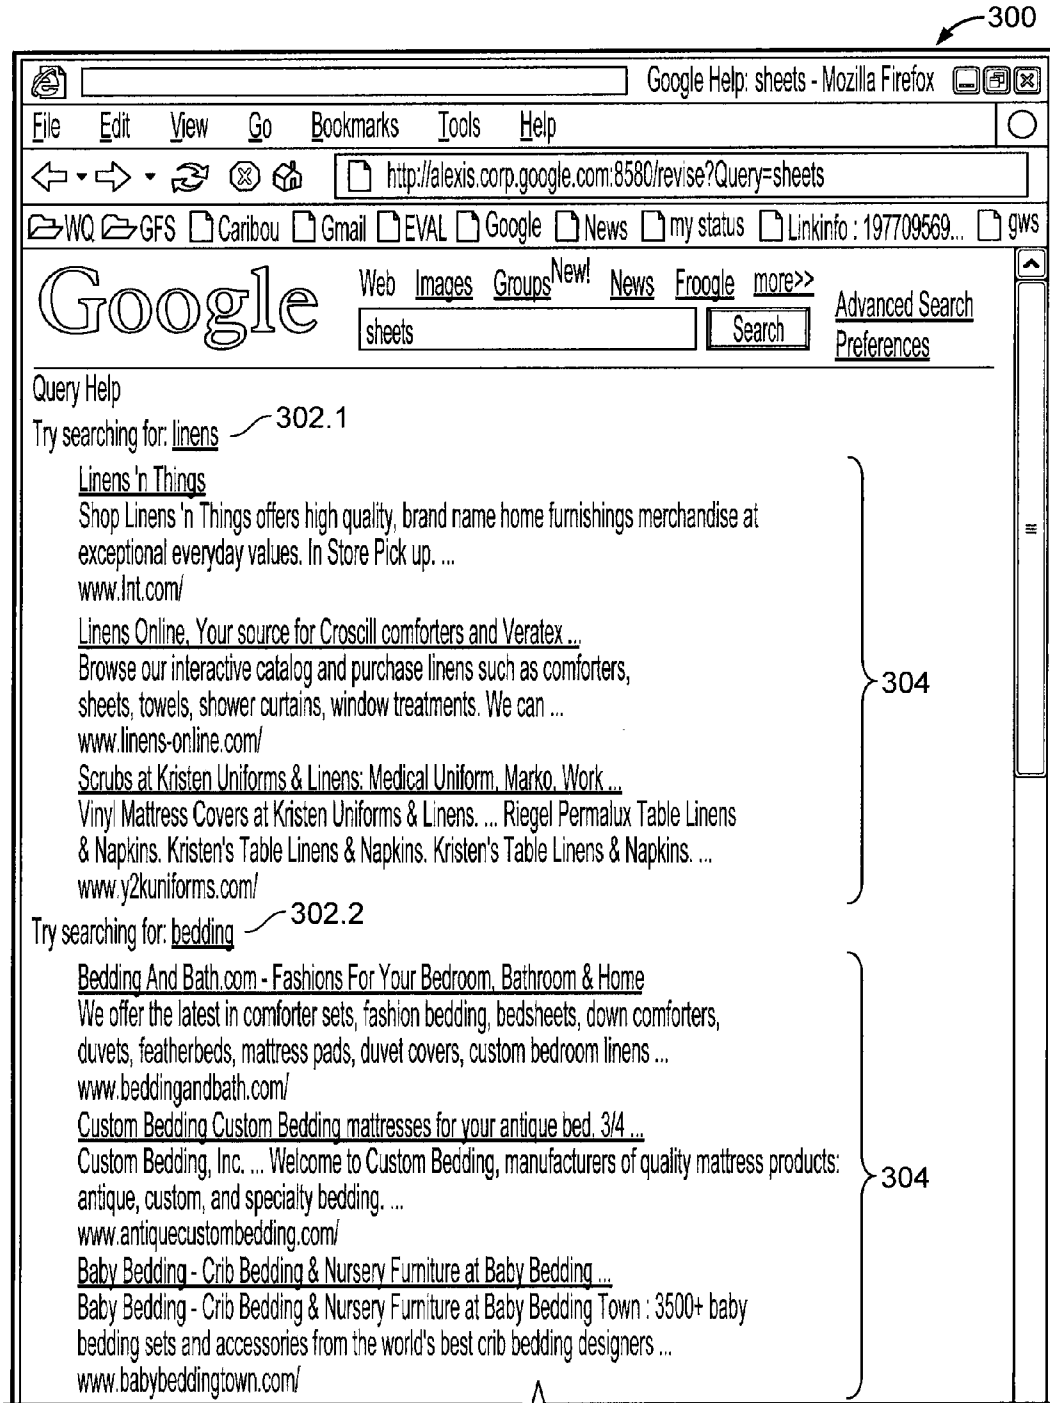 300
Google Help: sheets - Mozilla Firefox
File Edit View Go Bookmarks Tools Help
http://alexis.corp.google.com:8580/revise?Query=sheets
WQ GFS Caribou Gmail EVAL Google News my status Linkinfo : 197709569... gws
Google
Web Images Groups New! News Froogle more>>
sheets Search
Advanced Search
Preferences
Query Help
Try searching for: linens 302.1
Linens 'n Things
Shop Linens 'n Things offers high quality, brand name home furnishings merchandise at
exceptional everyday values. In Store Pick up. ...
www.lnt.com/
Linens Online, Your source for Croscill comforters and Veratex ...
Browse our interactive catalog and purchase linens such as comforters,
sheets, towels, shower curtains, window treatments. We can ...
www.linens-online.com/
304
Scrubs at Kristen Uniforms & Linens: Medical Uniform, Marko, Work ...
Vinyl Mattress Covers at Kristen Uniforms & Linens. ... Riegel Permalux Table Linens
& Napkins. Kristen's Table Linens & Napkins. Kristen's Table Linens & Napkins. ...
www.y2kuniforms.com/
Try searching for: bedding 302.2
Bedding And Bath.com - Fashions For Your Bedroom, Bathroom & Home
We offer the latest in comforter sets, fashion bedding, bedsheets, down comforters,
duvets, featherbeds, mattress pads, duvet covers, custom bedroom linens ...
www.beddingandbath.com/
Custom Bedding Custom Bedding mattresses for your antique bed, 3/4 ...
Custom Bedding, Inc. ... Welcome to Custom Bedding, manufacturers of quality mattress products:
antique, custom, and specialty bedding. ...
www.antiquecustombedding.com/
304
Baby Bedding - Crib Bedding & Nursery Furniture at Baby Bedding ...
Baby Bedding - Crib Bedding & Nursery Furniture at Baby Bedding Town : 3500+ baby
bedding sets and accessories from the world's best crib bedding designers ...
www.babybeddingtown.com/